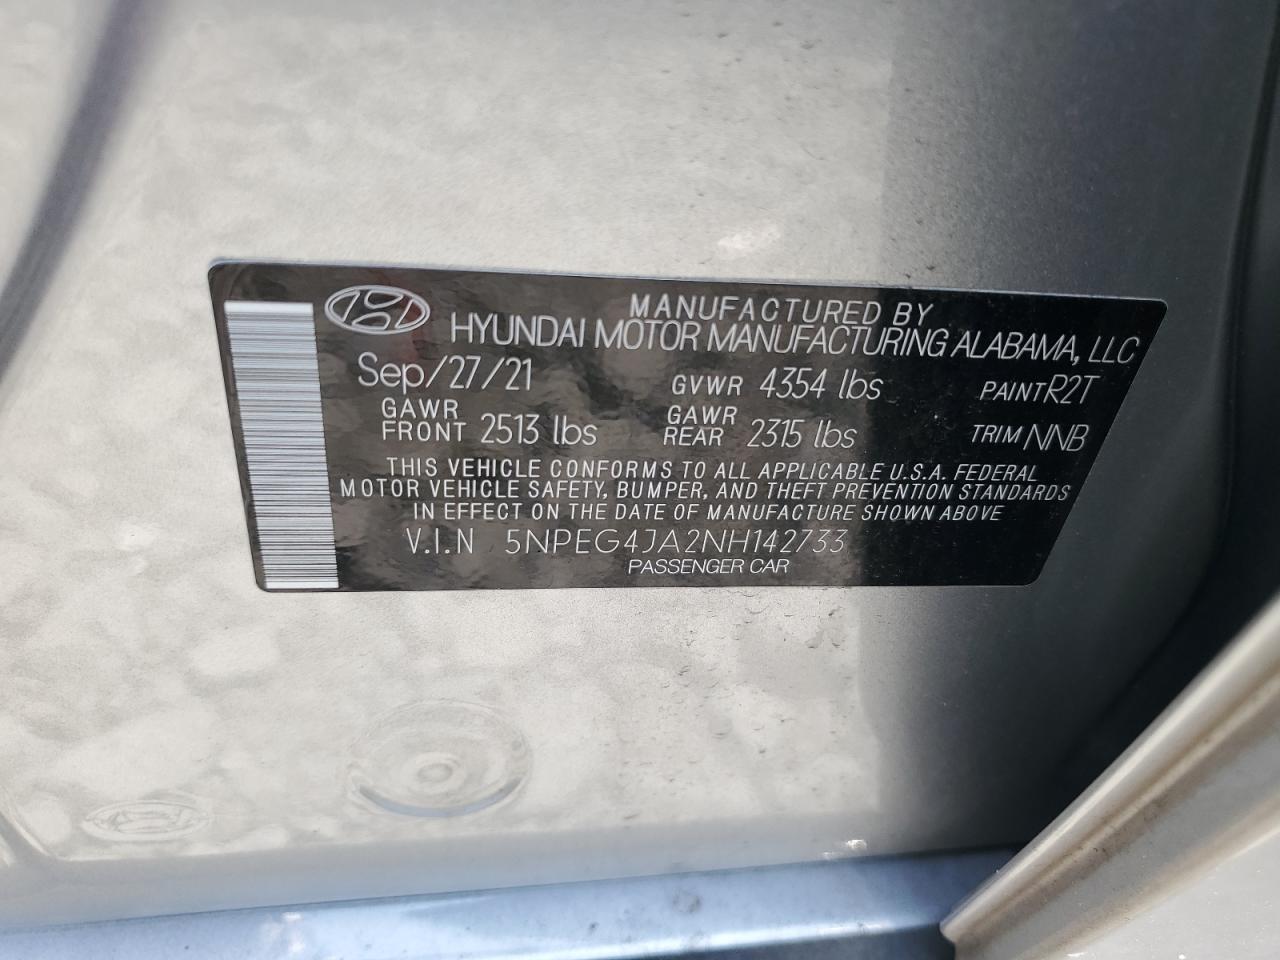 MANUFACTURED BY
HYUNDAI MOTOR MANUFACTURING ALABAMA, LLC
Sep/27/21 GVWR 4354 lbs PAINT R2T
GAWR FRONT 2513 lbs GAWR REAR 2315 lbs TRIM NNB
THIS VEHICLE CONFORMS TO ALL APPLICABLE U.S.A. FEDERAL
MOTOR VEHICLE SAFETY, BUMPER, AND THEFT PREVENTION STANDARDS
IN EFFECT ON THE DATE OF MANUFACTURE SHOWN ABOVE
V.I.N 5NPEG4JA2NH142733
PASSENGER CAR